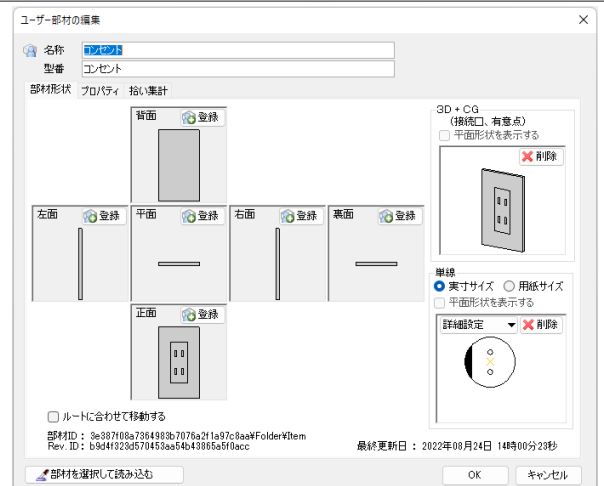 ユーザー部材の編集
名称 コンセント
型番 コンセント
部材形状 プロパティ 拾い集計
背面 登録
左面 登録 平面 登録 右面 登録 裏面 登録
正面 登録
3D + CG
(接続口、有意点)
平面形状を表示する
削除
単線
実寸サイズ 用紙サイズ
平面形状を表示する
詳細設定 削除
ルートに合わせて移動する
部材ID : 3e387f08a7364983b7076a2f1a97c8aa¥Folder¥Item
Rev. ID : b9d4f323d570453aa54b43865a5f0acc
最終更新日 : 2022年08月24日 14時00分23秒
部材を選択して読み込む
OK キャンセル